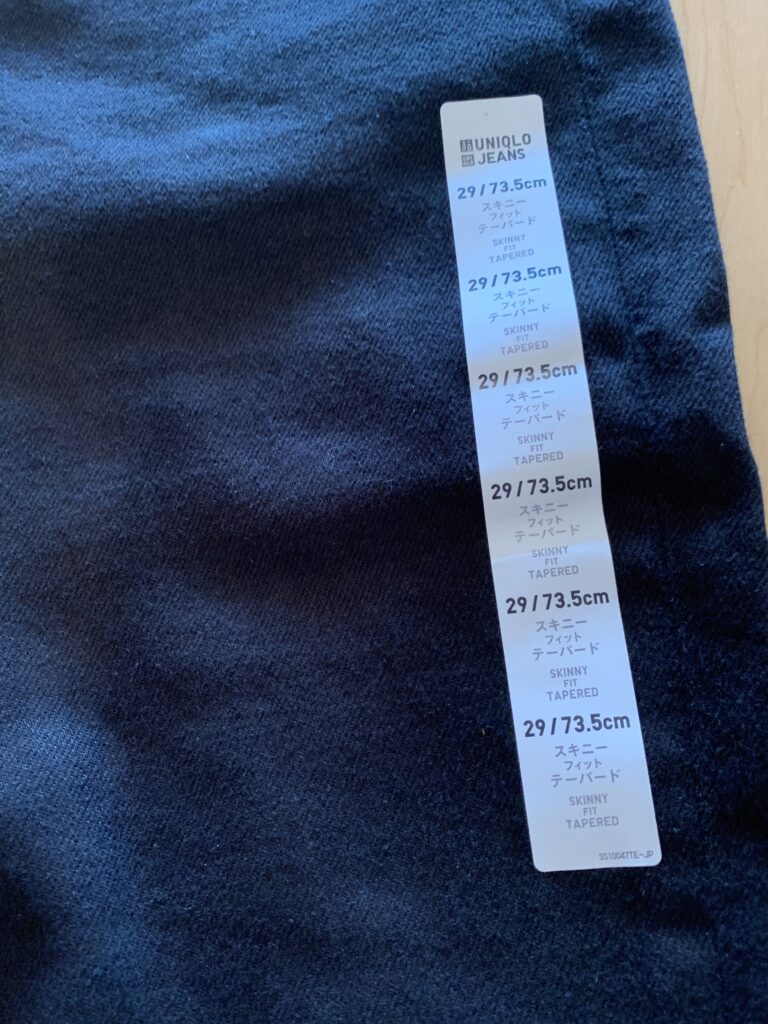 UNIQLO
JEANS
29/73.5cm
スキニー
フィット
テーパード
SKINNY
FIT
TAPERED
29/73.5cm
スキニー
フィット
テーパード
SKINNY
FIT
TAPERED
29/73.5cm
スキニー
フィット
テーパード
SKINNY
FIT
TAPERED
29/73.5cm
スキニー
フィット
テーパード
SKINNY
FIT
TAPERED
29/73.5cm
スキニー
フィット
テーパード
SKINNY
FIT
TAPERED
29/73.5cm
スキニー
フィット
テーパード
SKINNY
FIT
TAPERED
SS10047TE-JP